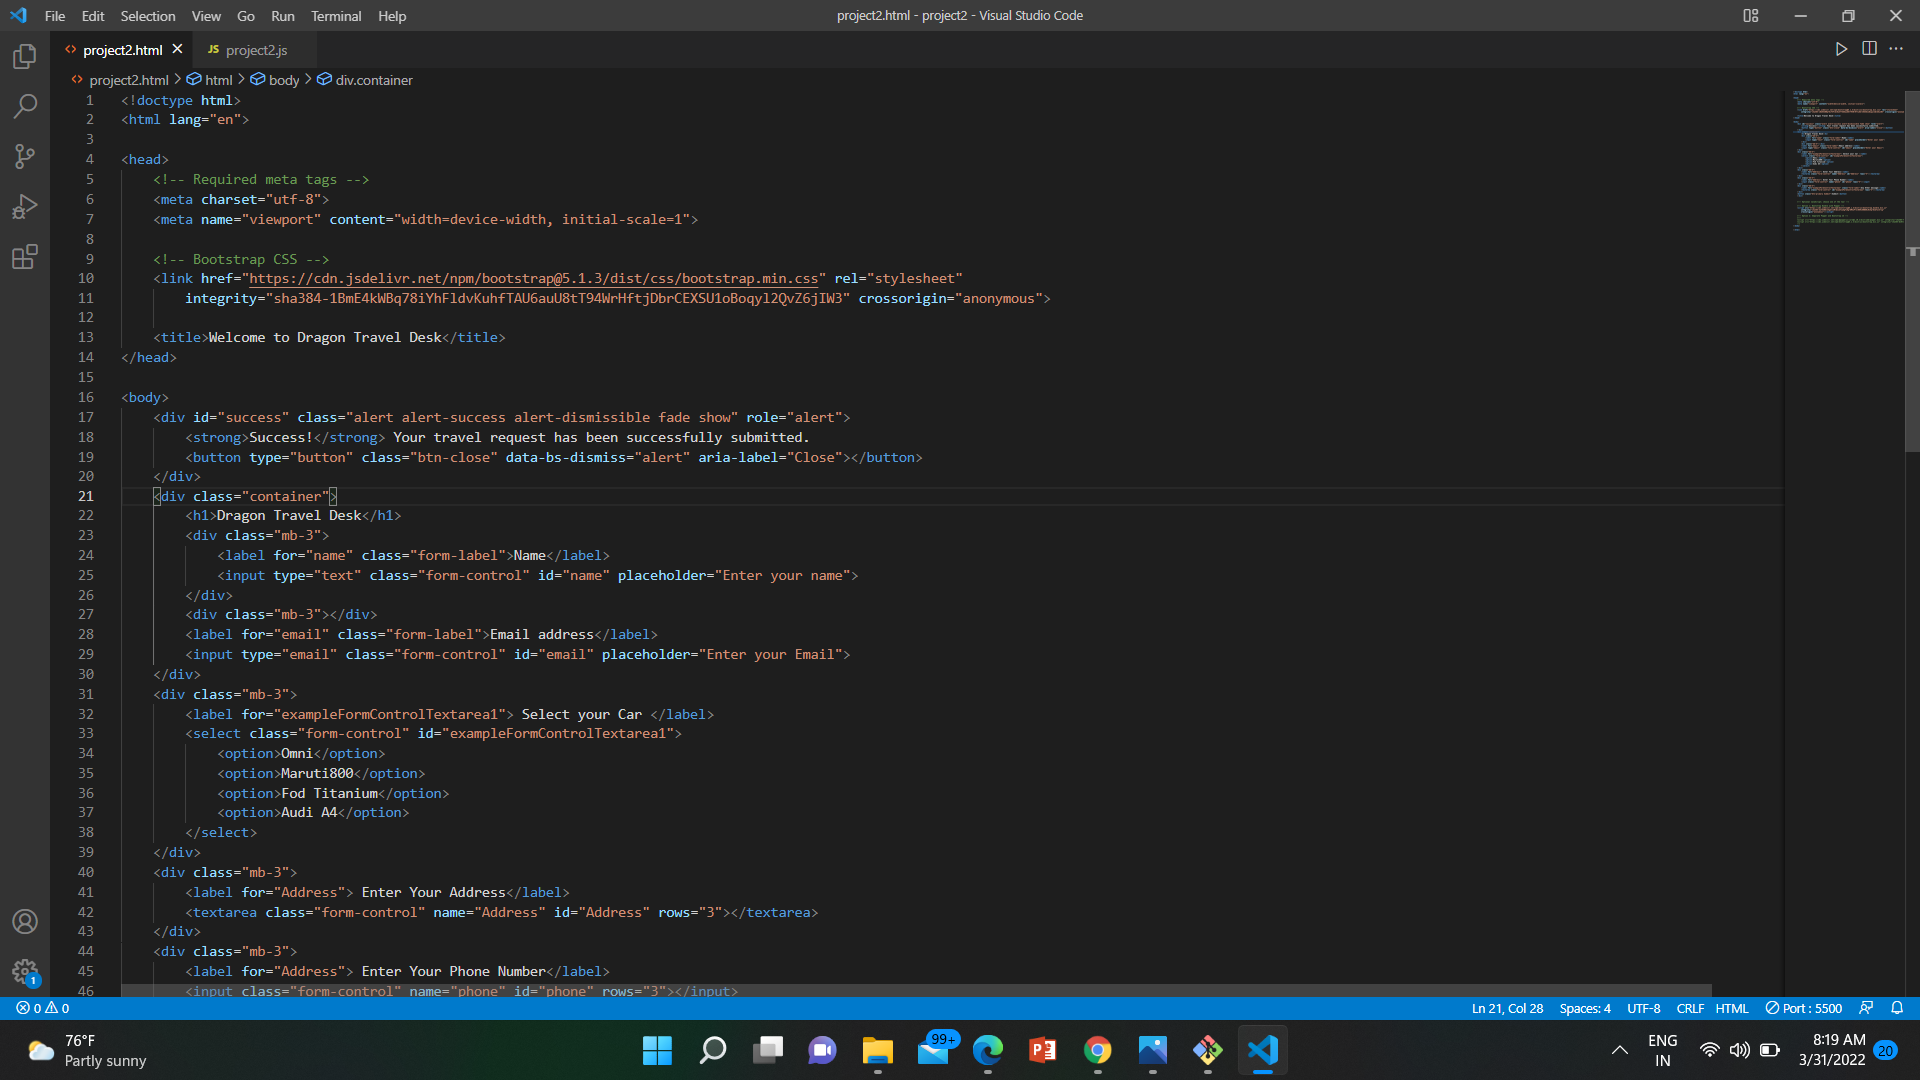 File Edit Selection View Go Run Terminal Help
project2.html - project2 - Visual Studio Code
project2.html
JS project2.js
project2.html > html > body > div.container
1 <!doctype html>
2 <html lang="en">
3
4 <head>
5 <!-- Required meta tags -->
6 <meta charset="utf-8">
7 <meta name="viewport" content="width=device-width, initial-scale=1">
8
9 <!-- Bootstrap CSS -->
10 <link href="https://cdn.jsdelivr.net/npm/bootstrap@5.1.3/dist/css/bootstrap.min.css" rel="stylesheet"
11 integrity="sha384-1BmE4kWBq78iYhFldvKuhfTAU6auU8tT94WrHftjDbrCEXSU1oBoqyl2QvZ6jIW3" crossorigin="anonymous">
12
13 <title>Welcome to Dragon Travel Desk</title>
14 </head>
15
16 <body>
17 <div id="success" class="alert alert-success alert-dismissible fade show" role="alert">
18 <strong>Success!</strong> Your travel request has been successfully submitted.
19 <button type="button" class="btn-close" data-bs-dismiss="alert" aria-label="Close"></button>
20 </div>
21 <div class="container">
22 <h1>Dragon Travel Desk</h1>
23 <div class="mb-3">
24 <label for="name" class="form-label">Name</label>
25 <input type="text" class="form-control" id="name" placeholder="Enter your name">
26 </div>
27 <div class="mb-3"></div>
28 <label for="email" class="form-label">Email address</label>
29 <input type="email" class="form-control" id="email" placeholder="Enter your Email">
30 </div>
31 <div class="mb-3">
32 <label for="exampleFormControlTextarea1"> Select your Car </label>
33 <select class="form-control" id="exampleFormControlTextarea1">
34 <option>Omni</option>
35 <option>Maruti800</option>
36 <option>Fod Titanium</option>
37 <option>Audi A4</option>
38 </select>
39 </div>
40 <div class="mb-3">
41 <label for="Address"> Enter Your Address</label>
42 <textarea class="form-control" name="Address" id="Address" rows="3"></textarea>
43 </div>
44 <div class="mb-3">
45 <label for="Address"> Enter Your Phone Number</label>
46 <input class="form-control" name="phone" id="phone" rows="3"></input>
1
0 0 Ln 21, Col 28 Spaces: 4 UTF-8 CRLF HTML Port : 5500
76°F
Partly sunny
99+
ENG
IN
8:19 AM
3/31/2022
20